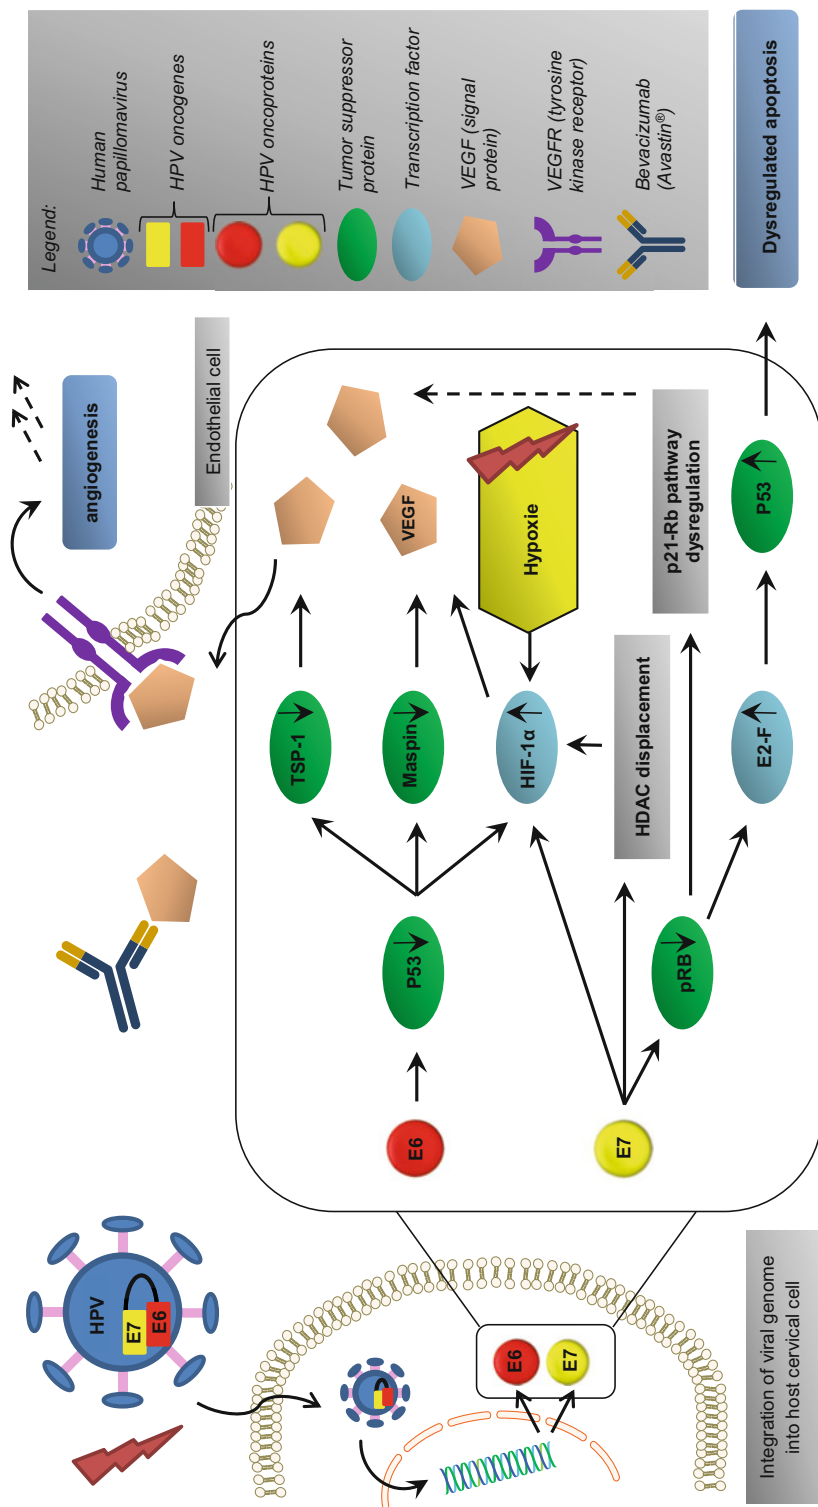 HPV
E7
E6
E6
E7
Integration of viral genome
into host cervical cell
E6
E7
P53
pRB
TSP-1
Maspin
HIF-1α
HDAC displacement
E2-F
VEGF
Hypoxie
p21-Rb pathway
dysregulation
P53
angiogenesis
Endothelial cell
Dysregulated apoptosis
Legend:
Human
papillomavirus
HPV oncogenes
HPV oncoproteins
Tumor suppressor
protein
Transcription factor
VEGF (signal
protein)
VEGFR (tyrosine
kinase receptor)
Bevacizumab
(Avastin®)